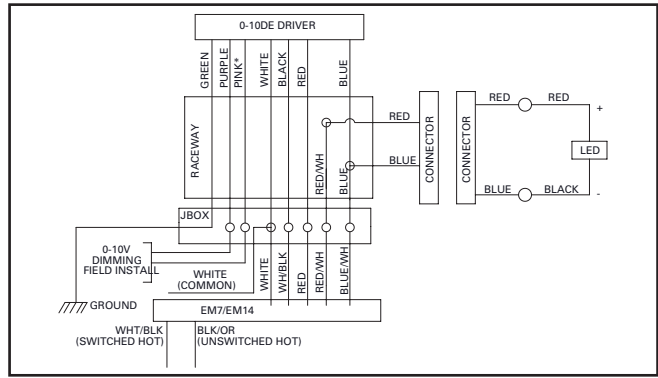 0-10DE DRIVER
GREEN
PURPLE
PINK*
WHITE
BLACK
RED
BLUE
RACEWAY
RED/WH
BLUE
RED
BLUE
CONNECTOR
CONNECTOR
RED
RED
+
LED
BLUE
BLACK
-
JBOX
0-10V
DIMMING
FIELD INSTALL
WHITE
(COMMON)
WHITE
WH/BLK
RED
RED/WH
BLUE/WH
GROUND
EM7/EM14
WHT/BLK
(SWITCHED HOT)
BLK/OR
(UNSWITCHED HOT)